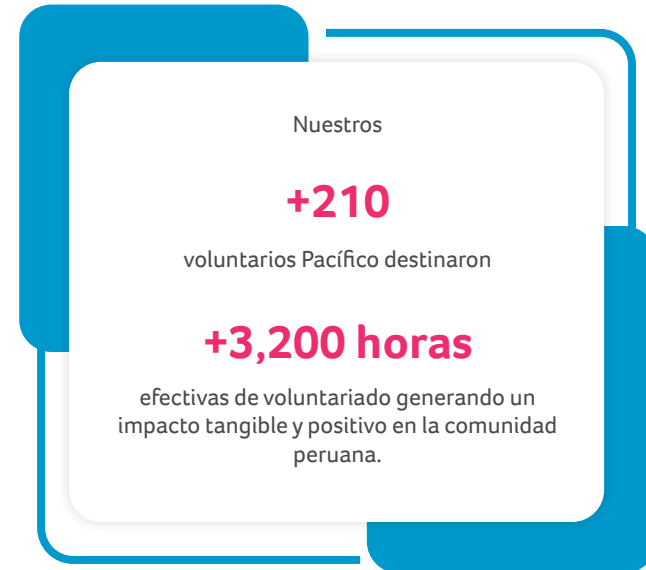 Nuestros
+210
voluntarios Pacífico destinaron
+3,200 horas
efectivas de voluntariado generando un
impacto tangible y positivo en la comunidad
peruana.